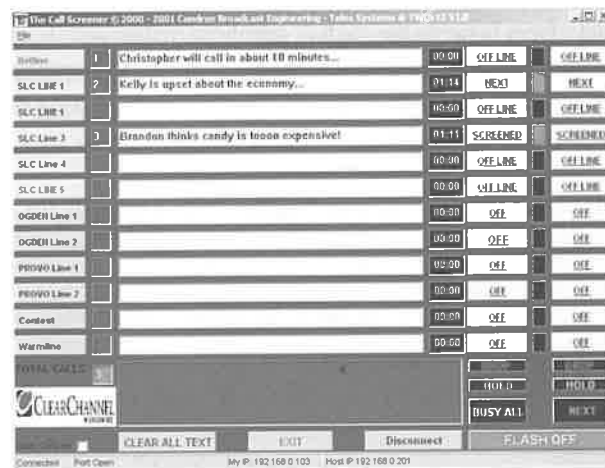 The Call Screener © 2000 - 2001 Condron Broadcast Engineering - Telos Systems &
File
Hotline 1 Christopher will call in about 10 minutes... 00:00 OFF LINE OFF LINE
SLC LINE 1 2 Kelly is upset about the economy... 01:14 NEXT NEXT
SLC LINE 00:00 OFF LINE OFF LINE
SLC Line 3 3 Brandon thinks candy is toooo expensive! 01:11 SCREENED SCREENED
SLC Line 4 00:00 OFF LINE OFF LINE
SLC LINE 5 00:00 OFF LINE OFF LINE
OGDEN Line 1 00:00 OFF OFF
OGDEN Line 2 00:00 OFF OFF
PROVO Line 1 00:00 OFF OFF
PROVO Line 2 00:00 OFF OFF
Contest 00:00 OFF OFF
Warmline 00:00 OFF OFF
TOTAL CALLS 3
HOLD HOLD
CLEARCHANNEL BUSY ALL NEXT
CLEAR ALL TEXT EXIT Disconnect FLASH OFF
Connected Port Open My IP 192.168.0.103 Host IP 192.168.0.201